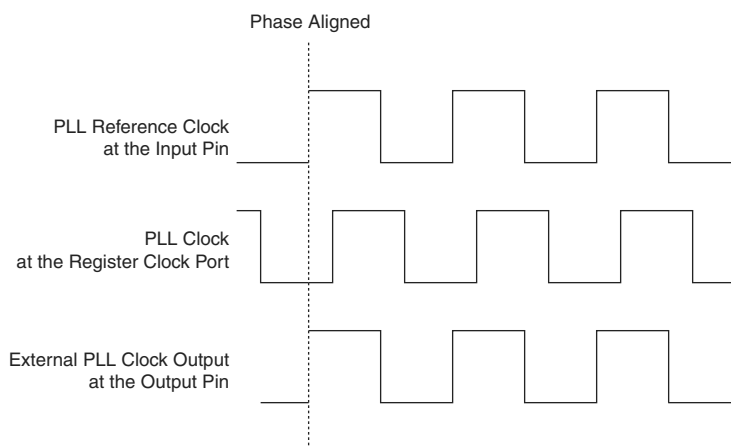 Phase Aligned
PLL Reference Clock
at the Input Pin
PLL Clock
at the Register Clock Port
External PLL Clock Output
at the Output Pin